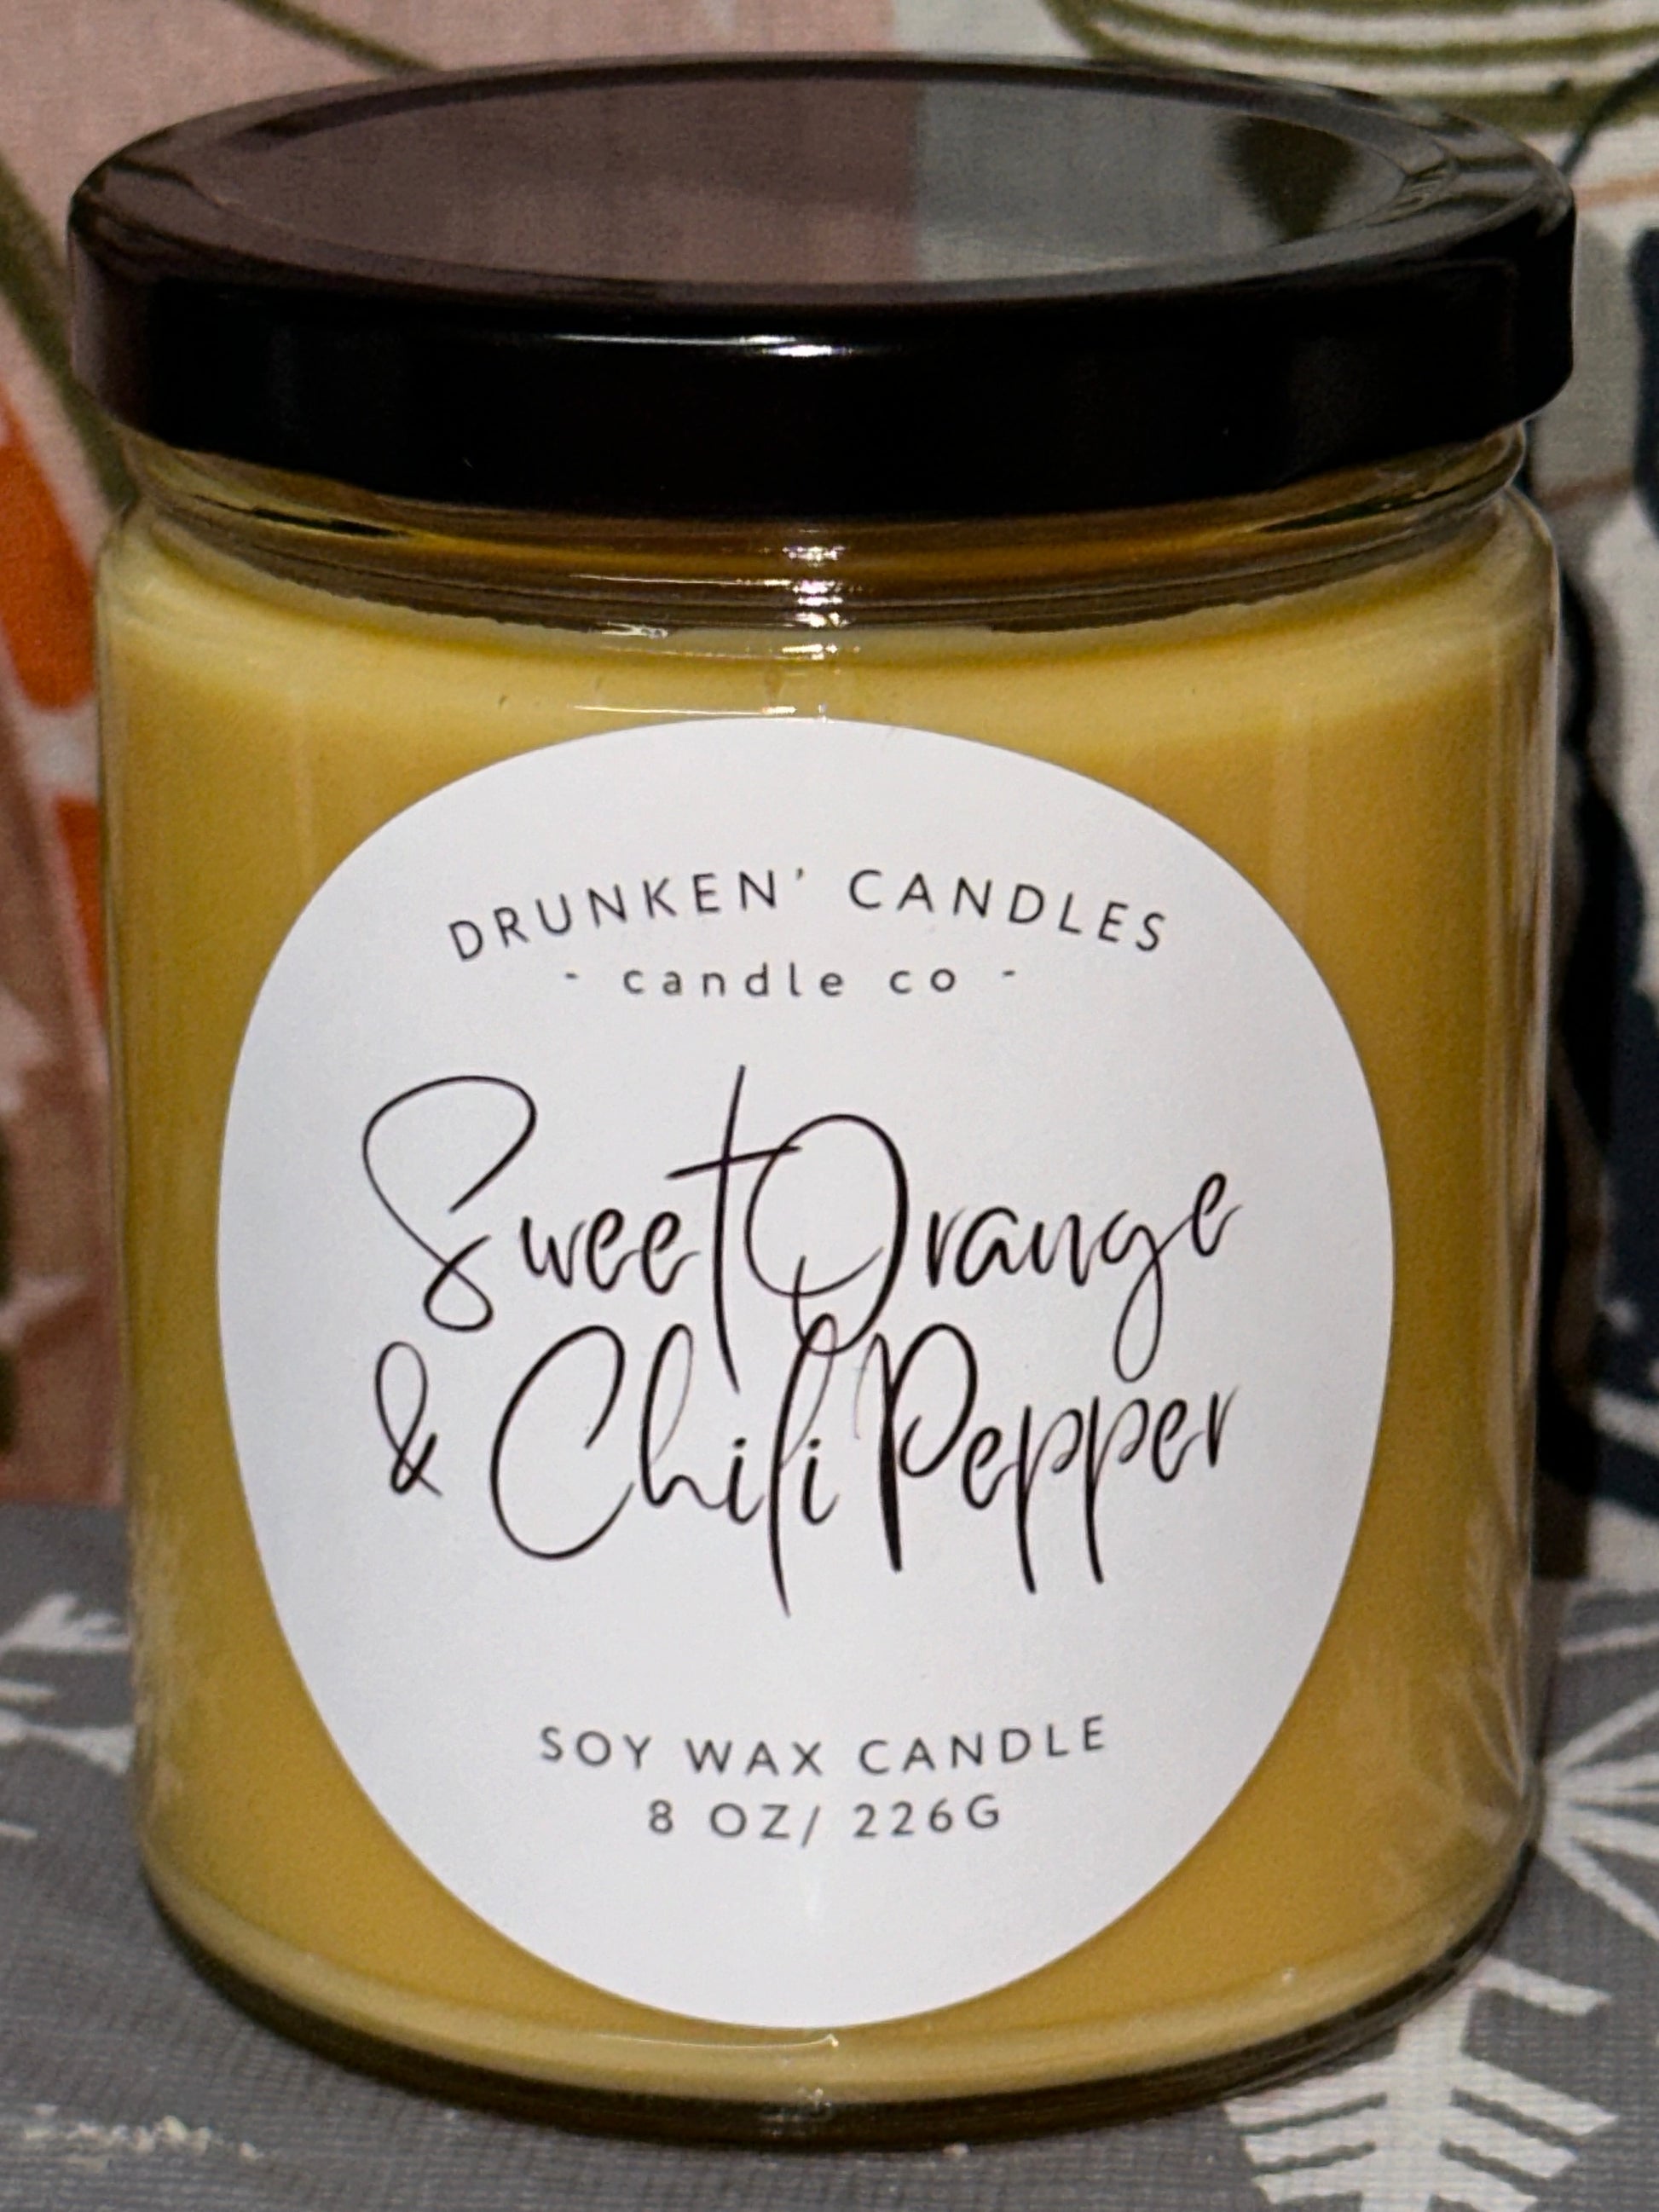 DRUNKEN' CANDLES
- candle co -
Sweet Orange
& Chili Pepper
SOY WAX CANDLE
8 OZ/ 226G